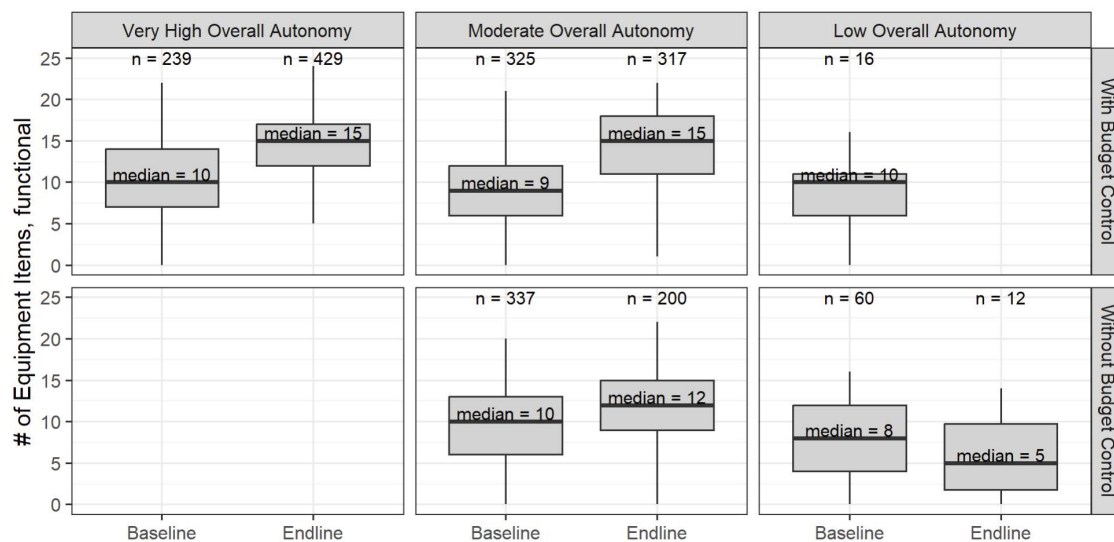 Very High Overall Autonomy
Moderate Overall Autonomy
Low Overall Autonomy
# of Equipment Items, functional
25
20
15
10
5
0
n = 239
n = 429
median = 10
median = 15
n = 325
n = 317
median = 9
median = 15
n = 16
median = 10
With Budget Control
25
20
15
10
5
0
n = 337
n = 200
median = 10
median = 12
n = 60
n = 12
median = 8
median = 5
Without Budget Control
Baseline
Endline
Baseline
Endline
Baseline
Endline